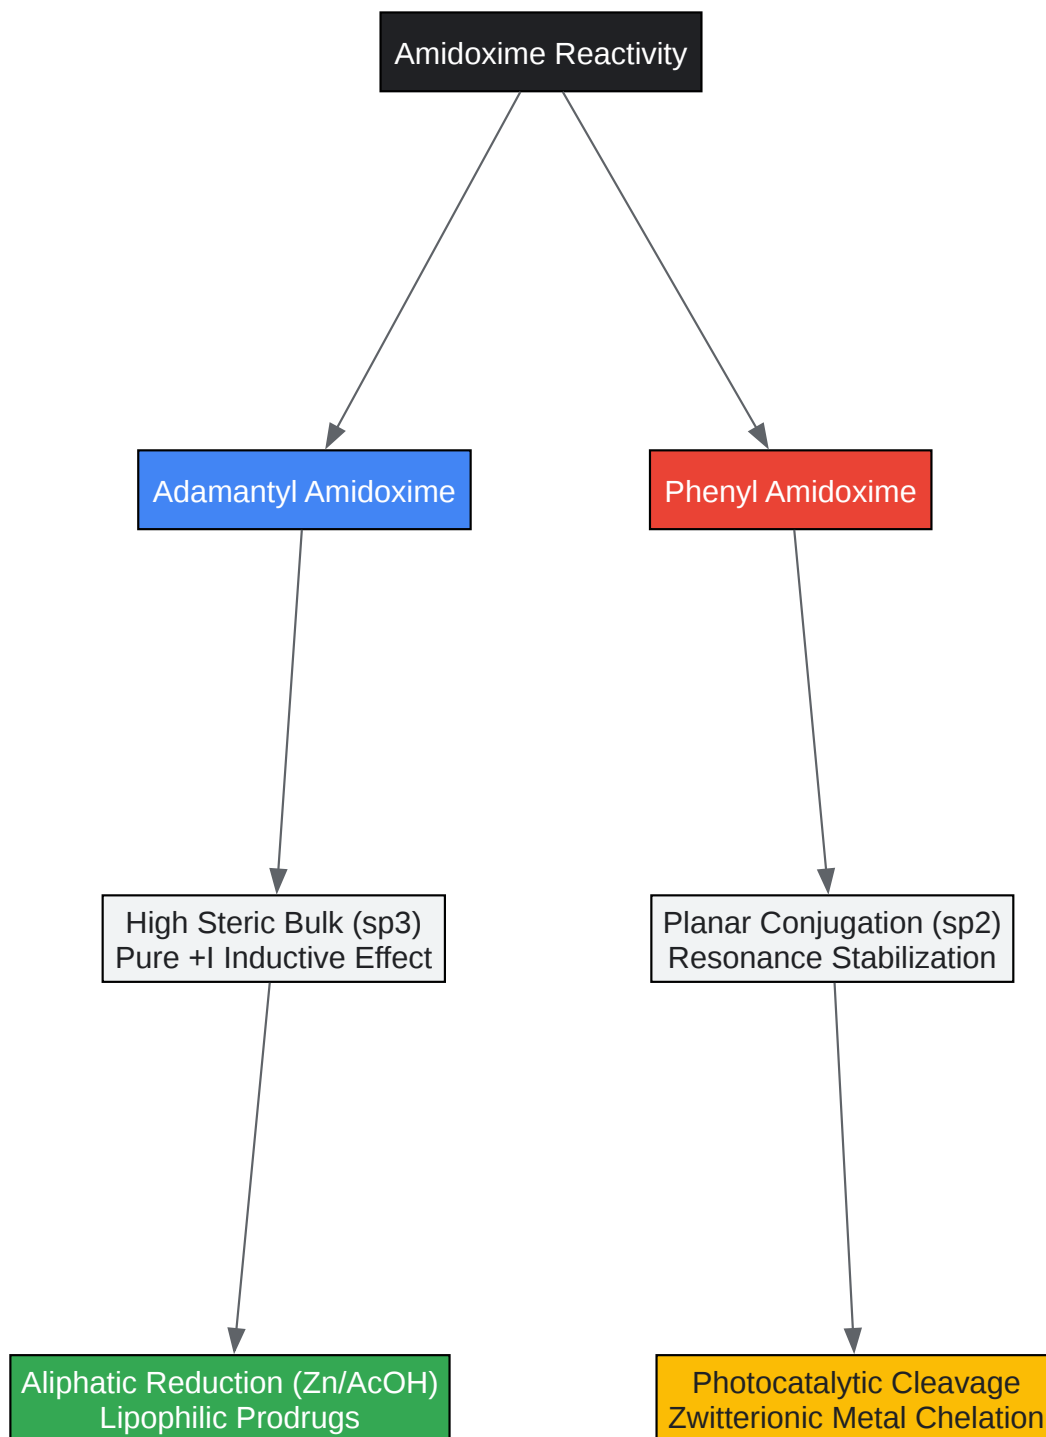 Amidoxime Reactivity
Adamantyl Amidoxime
Phenyl Amidoxime
High Steric Bulk (sp3)
Pure +I Inductive Effect
Planar Conjugation (sp2)
Resonance Stabilization
Aliphatic Reduction (Zn/AcOH)
Lipophilic Prodrugs
Photocatalytic Cleavage
Zwitterionic Metal Chelation